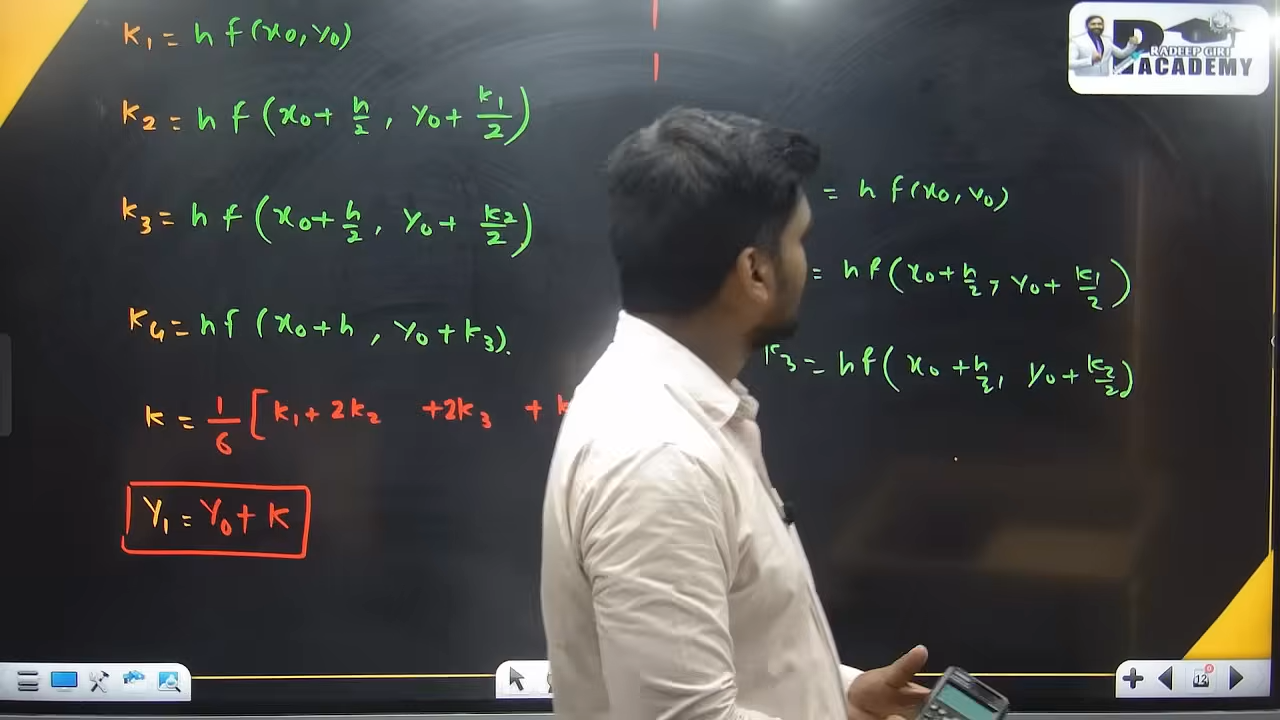 k₁ = h f(x₀, y₀)
k₂ = h f(x₀ + h/2, y₀ + k₁/2)
k₃ = h f(x₀ + h/2, y₀ + k₂/2)
k₄ = h f(x₀ + h, y₀ + k₃).
k = 1/6 [k₁ + 2k₂ + 2k₃ +
y₁ = y₀ + k
RADEEP GIRI
ACADEMY
= h f(x₀, y₀)
= h f(x₀ + h/2, y₀ + k₁/2)
k₃ = h f(x₀ + h/2, y₀ + k₂/2)
12